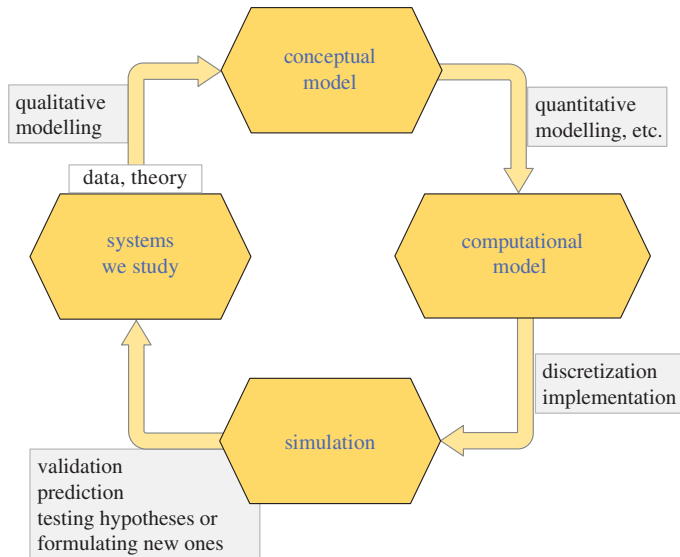 conceptual
model
qualitative
modelling
quantitative
modelling, etc.
data, theory
systems
we study
computational
model
discretization
implementation
simulation
validation
prediction
testing hypotheses or
formulating new ones